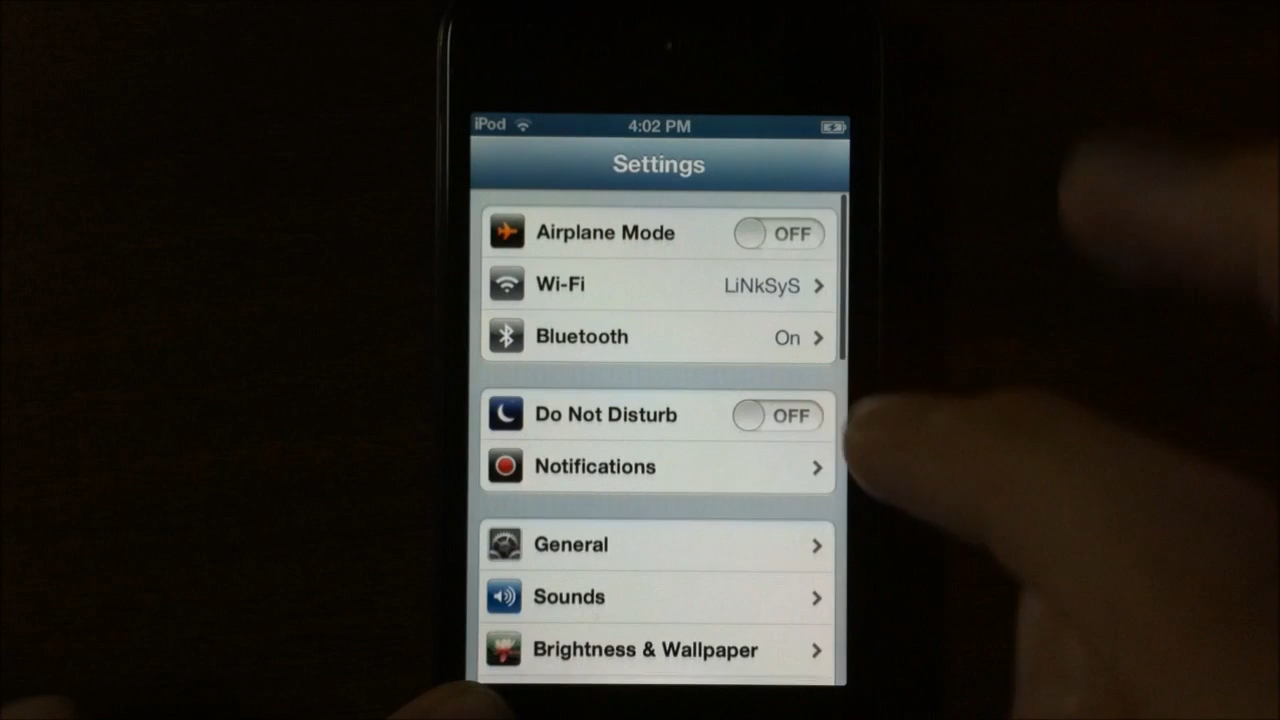 iPod 4:02 PM
Settings
Airplane Mode OFF
Wi-Fi LiNkSyS
Bluetooth On
Do Not Disturb OFF
Notifications
General
Sounds
Brightness & Wallpaper